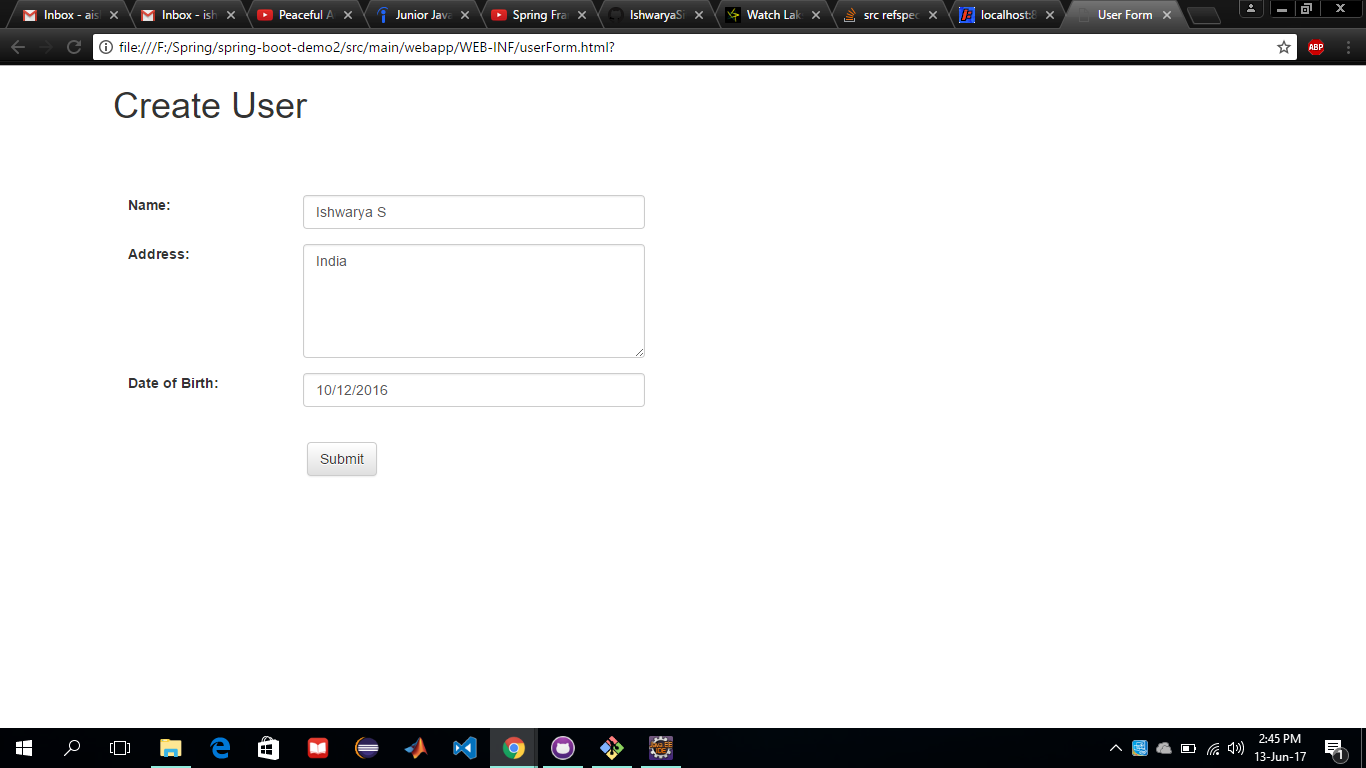 Inbox - ais
Inbox - ish
Peaceful A
Junior Java
Spring Fra
IshwaryaSi
Watch Lak
src refspec
localhost:8
User Form
file:///F:/Spring/spring-boot-demo2/src/main/webapp/WEB-INF/userForm.html?
ABP
Create User
Name:
Ishwarya S
Address:
India
Date of Birth:
10/12/2016
Submit
2:45 PM
13-Jun-17
1